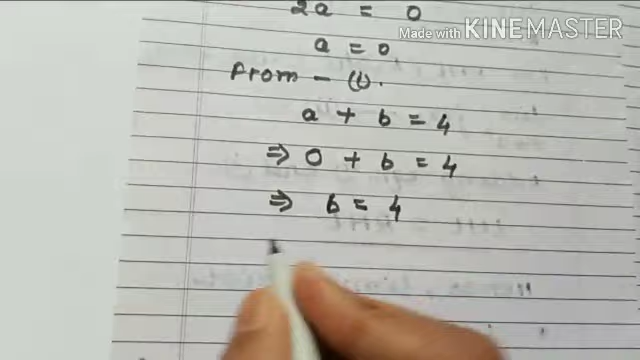 2a = 0
Made with KINEMASTER
a = 0
From - (i).
a + b = 4
⇒ 0 + b = 4
⇒ b = 4